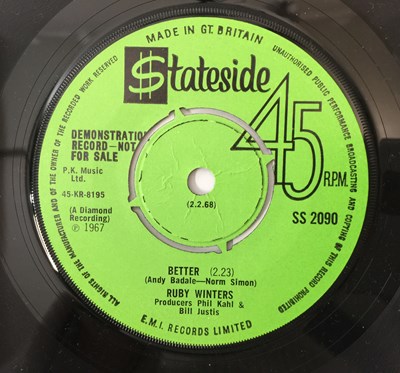 MADE IN GT. BRITAIN
UNAUTHORISED PUBLIC PERFORMANCE BROADCASTING AND COPYING OF THIS RECORD PROHIBITED
ALL RIGHTS OF THE MANUFACTURER AND OF THE OWNER OF THE RECORDED WORK RESERVED
$tateside
45
R.P.M.
DEMONSTRATION
RECORD—NOT
FOR SALE
P.K. Music
Ltd.
45-KR-8195
(A Diamond
Recording)
℗ 1967
(2.2.68)
SS 2090
BETTER (2.23)
(Andy Badale—Norm Simon)
RUBY WINTERS
Producers Phil Kahl &
Bill Justis
E.M.I. RECORDS LIMITED